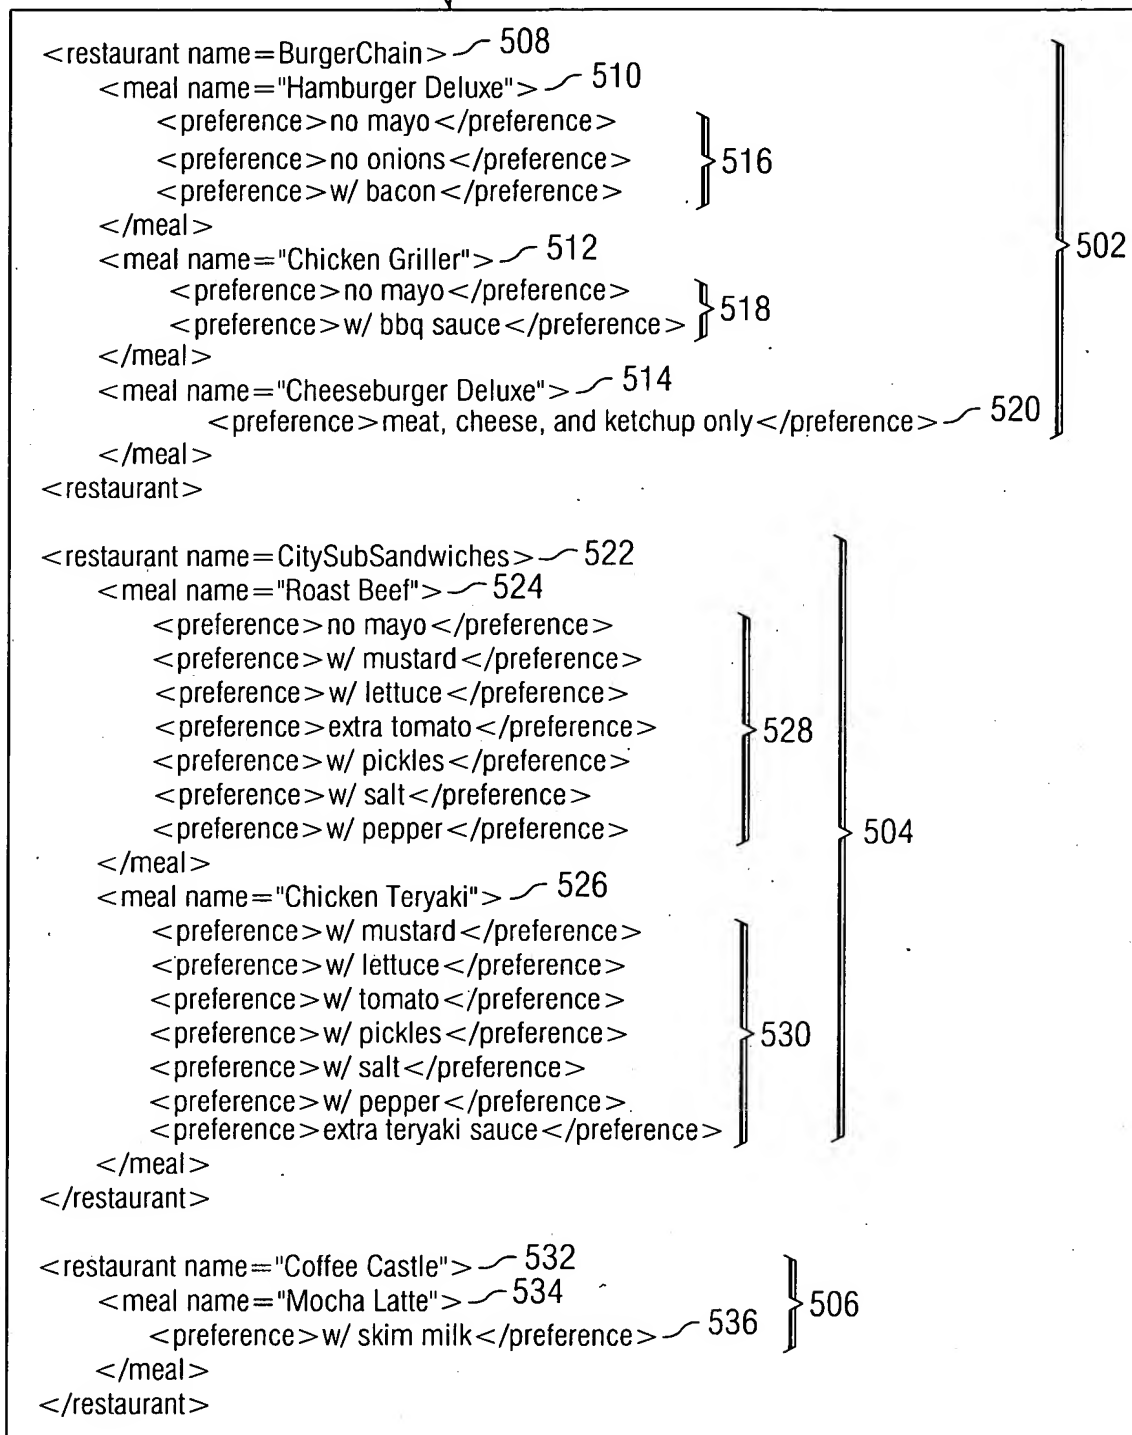 <restaurant name=BurgerChain> 508
<meal name="Hamburger Deluxe"> 510
<preference>no mayo</preference>
<preference>no onions</preference> 516
<preference>w/ bacon</preference>
</meal>
502
<meal name="Chicken Griller"> 512
<preference>no mayo</preference>
518
<preference>w/ bbq sauce</preference>
</meal>
<meal name="Cheeseburger Deluxe"> 514
<preference>meat, cheese, and ketchup only</preference> 520
</meal>
<restaurant>
<restaurant name=CitySubSandwiches> 522
<meal name="Roast Beef"> 524
<preference>no mayo</preference>
<preference>w/ mustard</preference>
<preference>w/ lettuce</preference>
<preference>extra tomato</preference> 528
<preference>w/ pickles</preference>
<preference>w/ salt</preference>
<preference>w/ pepper</preference> 504
</meal>
<meal name="Chicken Teryaki"> 526
<preference>w/ mustard</preference>
<preference>w/ lettuce</preference>
<preference>w/ tomato</preference>
<preference>w/ pickles</preference> 530
<preference>w/ salt</preference>
<preference>w/ pepper</preference>
<preference>extra teryaki sauce</preference>
</meal>
</restaurant>
<restaurant name="Coffee Castle"> 532
<meal name="Mocha Latte"> 534 506
<preference>w/ skim milk</preference> 536
</meal>
</restaurant>